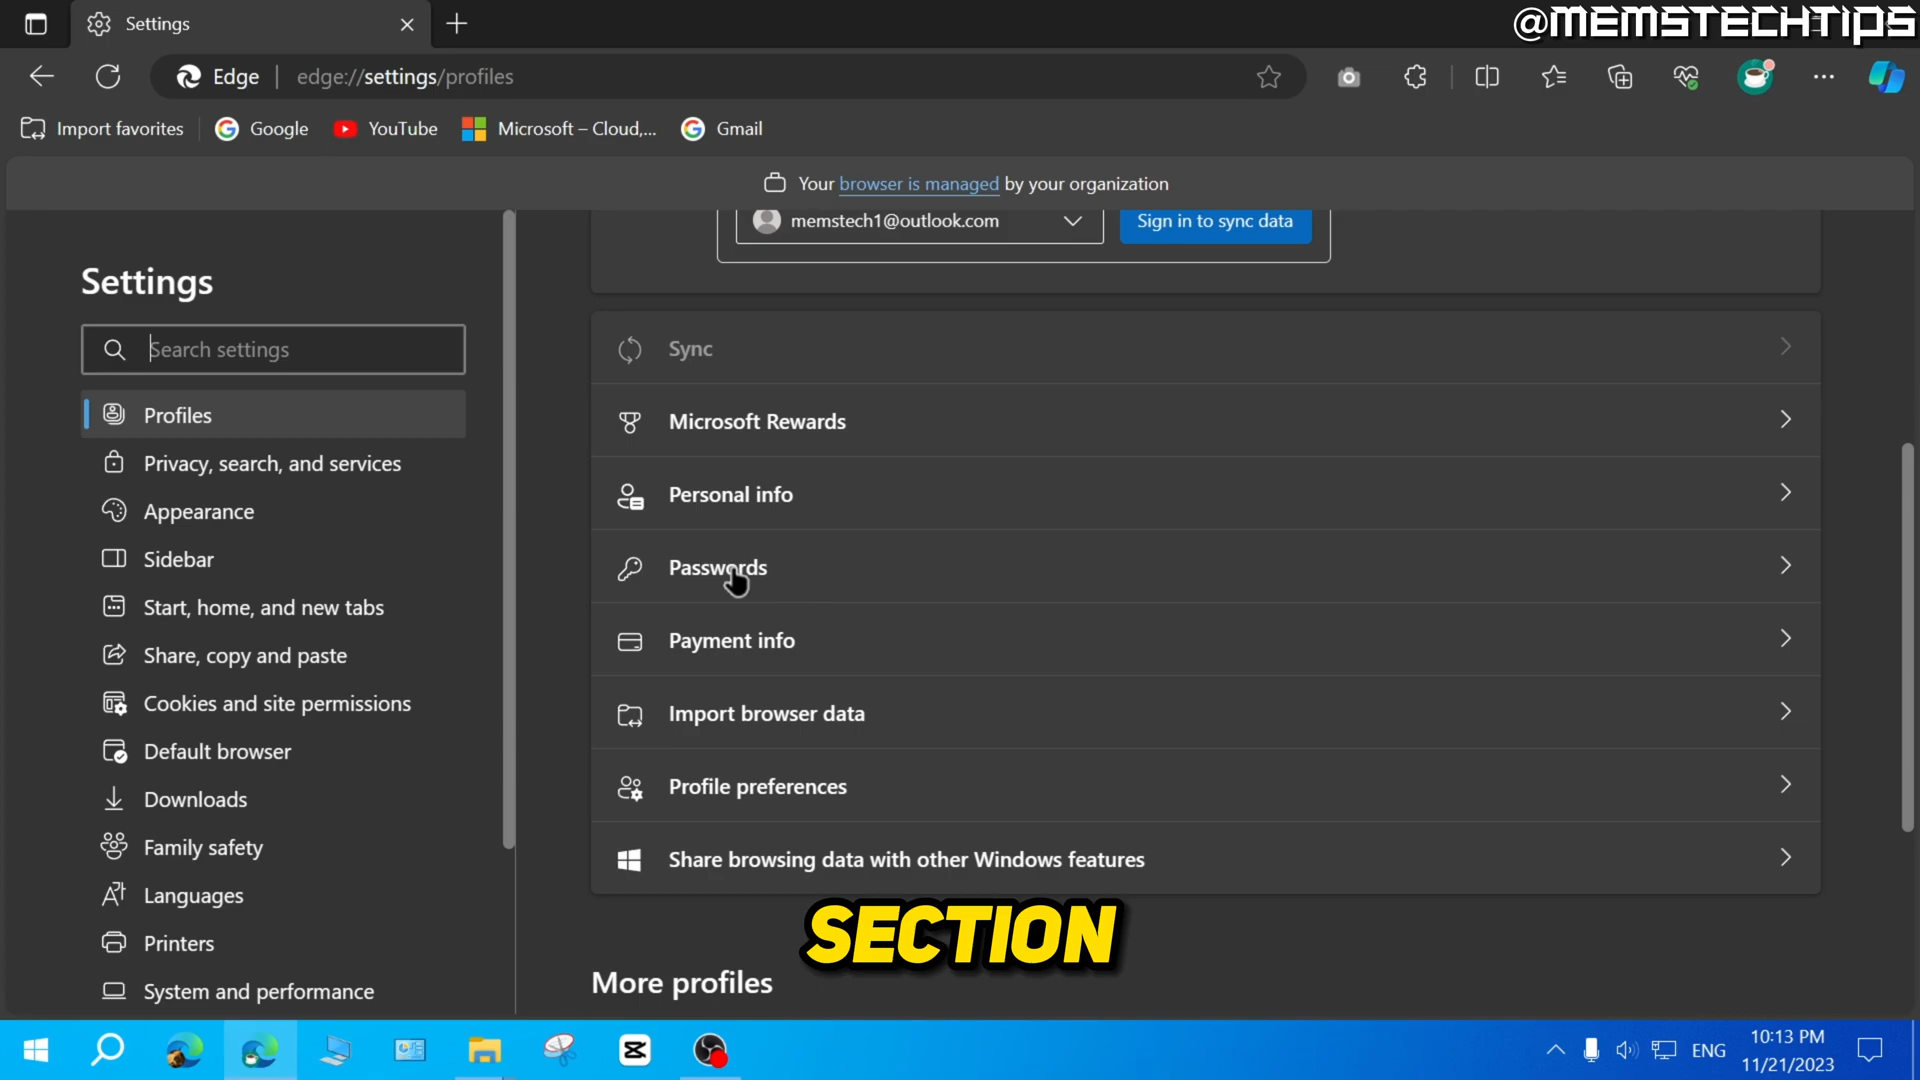 Settings
@MEMSTECHTIPS
Edge
edge://settings/profiles
Import favorites
Google
YouTube
Microsoft – Cloud,...
Gmail
Your browser is managed by your organization
memstech1@outlook.com
Sign in to sync data
Settings
Search settings
Profiles
Privacy, search, and services
Appearance
Sidebar
Start, home, and new tabs
Share, copy and paste
Cookies and site permissions
Default browser
Downloads
Family safety
Languages
Printers
System and performance
Sync
Microsoft Rewards
Personal info
Passwords
Payment info
Import browser data
Profile preferences
Share browsing data with other Windows features
SECTION
More profiles
ENG
10:13 PM
11/21/2023